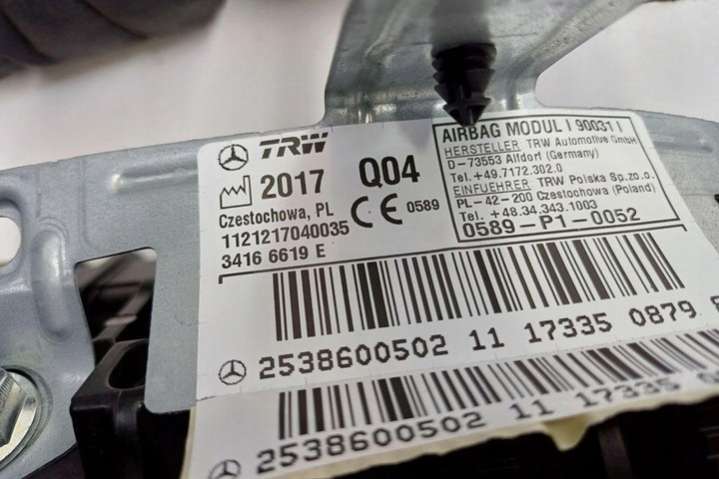 TRW
2017 Q04
Czestochowa, PL
CE 0589
1121217040035
3416 6619 E
AIRBAG MODUL I 90031 I
HERSTELLER TRW Automotive GmbH
D-73553 Alfdorf (Germany)
Tel. +49.7172.302.0
EINFUEHRER TRW Polska Sp.zo.o.
PL-42-200 Czestochowa (Poland)
Tel. +48.34.343.1003
0589-P1-0052
2538600502 11 17335 0879
2538600502 11 17335